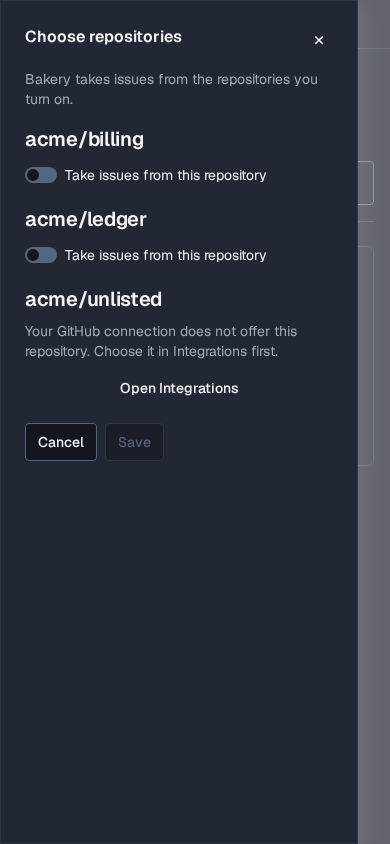 Choose repositories
Bakery takes issues from the repositories you
turn on.
acme/billing
Take issues from this repository
acme/ledger
Take issues from this repository
acme/unlisted
Your GitHub connection does not offer this
repository. Choose it in Integrations first.
Open Integrations
Cancel
Save